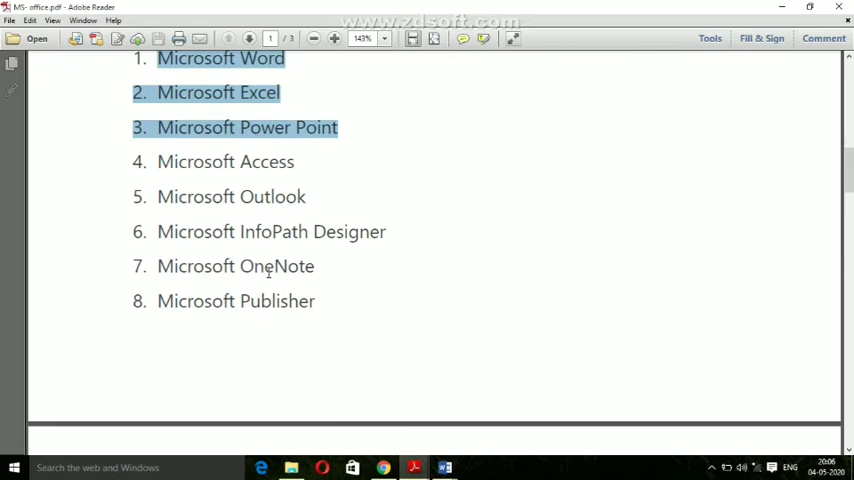 MS- office.pdf - Adobe Reader
www.zdsoft.com
File Edit View Window Help
Open 1 / 3 143% Tools Fill & Sign Comment
1. Microsoft Word
2. Microsoft Excel
3. Microsoft Power Point
4. Microsoft Access
5. Microsoft Outlook
6. Microsoft InfoPath Designer
7. Microsoft OneNote
8. Microsoft Publisher
Search the web and Windows
ENG
20:06
04-05-2020